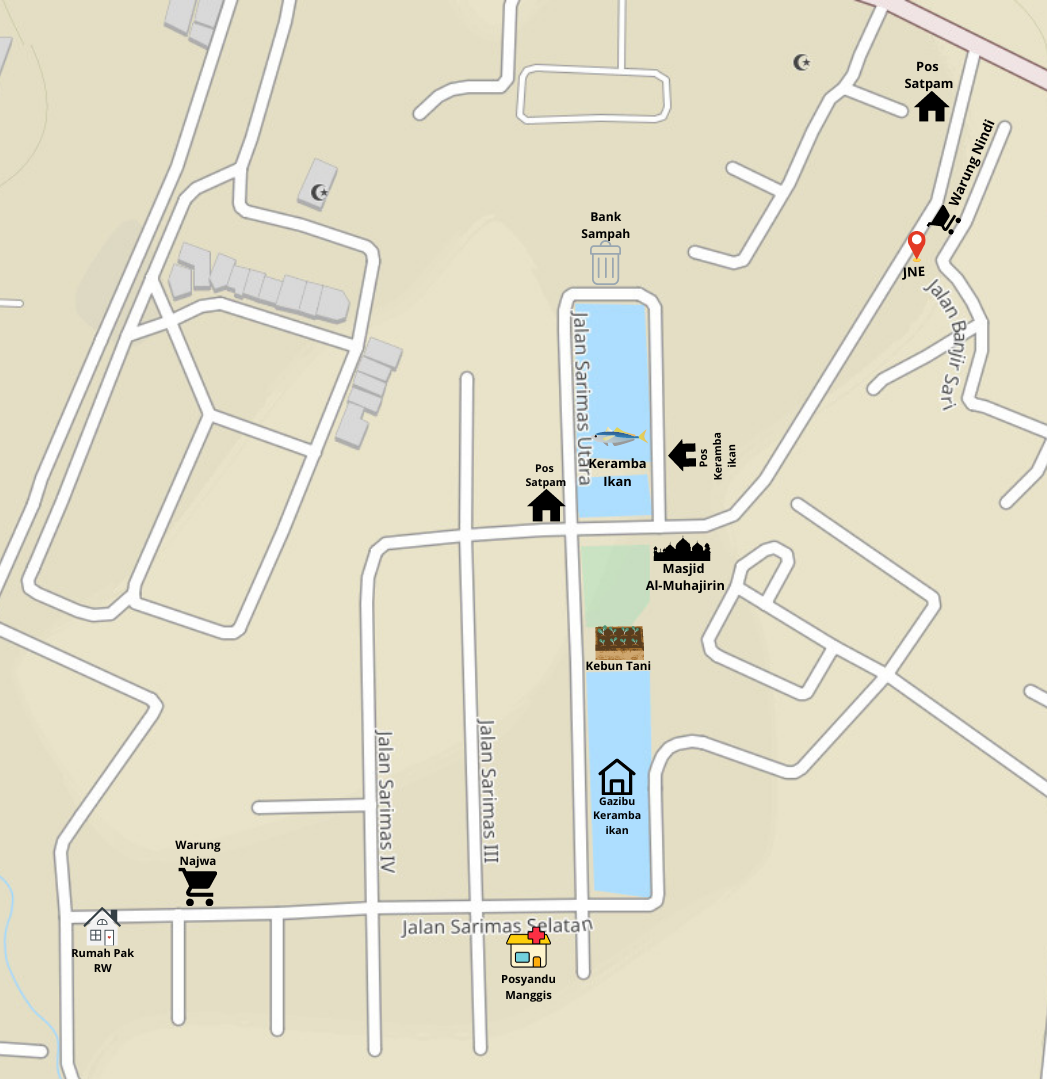 Pos
Satpam
Warung Nindi
Bank
Sampah
JNE
Jalan Banjir Sari
Jalan Sarimas Utara
Keramba
Ikan
Pos
Keramba
ikan
Pos
Satpam
Masjid
Al-Muhajirin
Kebun Tani
Jalan Sarimas IV
Jalan Sarimas III
Gazibu
Keramba
ikan
Warung
Najwa
Jalan Sarimas Selatan
Rumah Pak
RW
Posyandu
Manggis